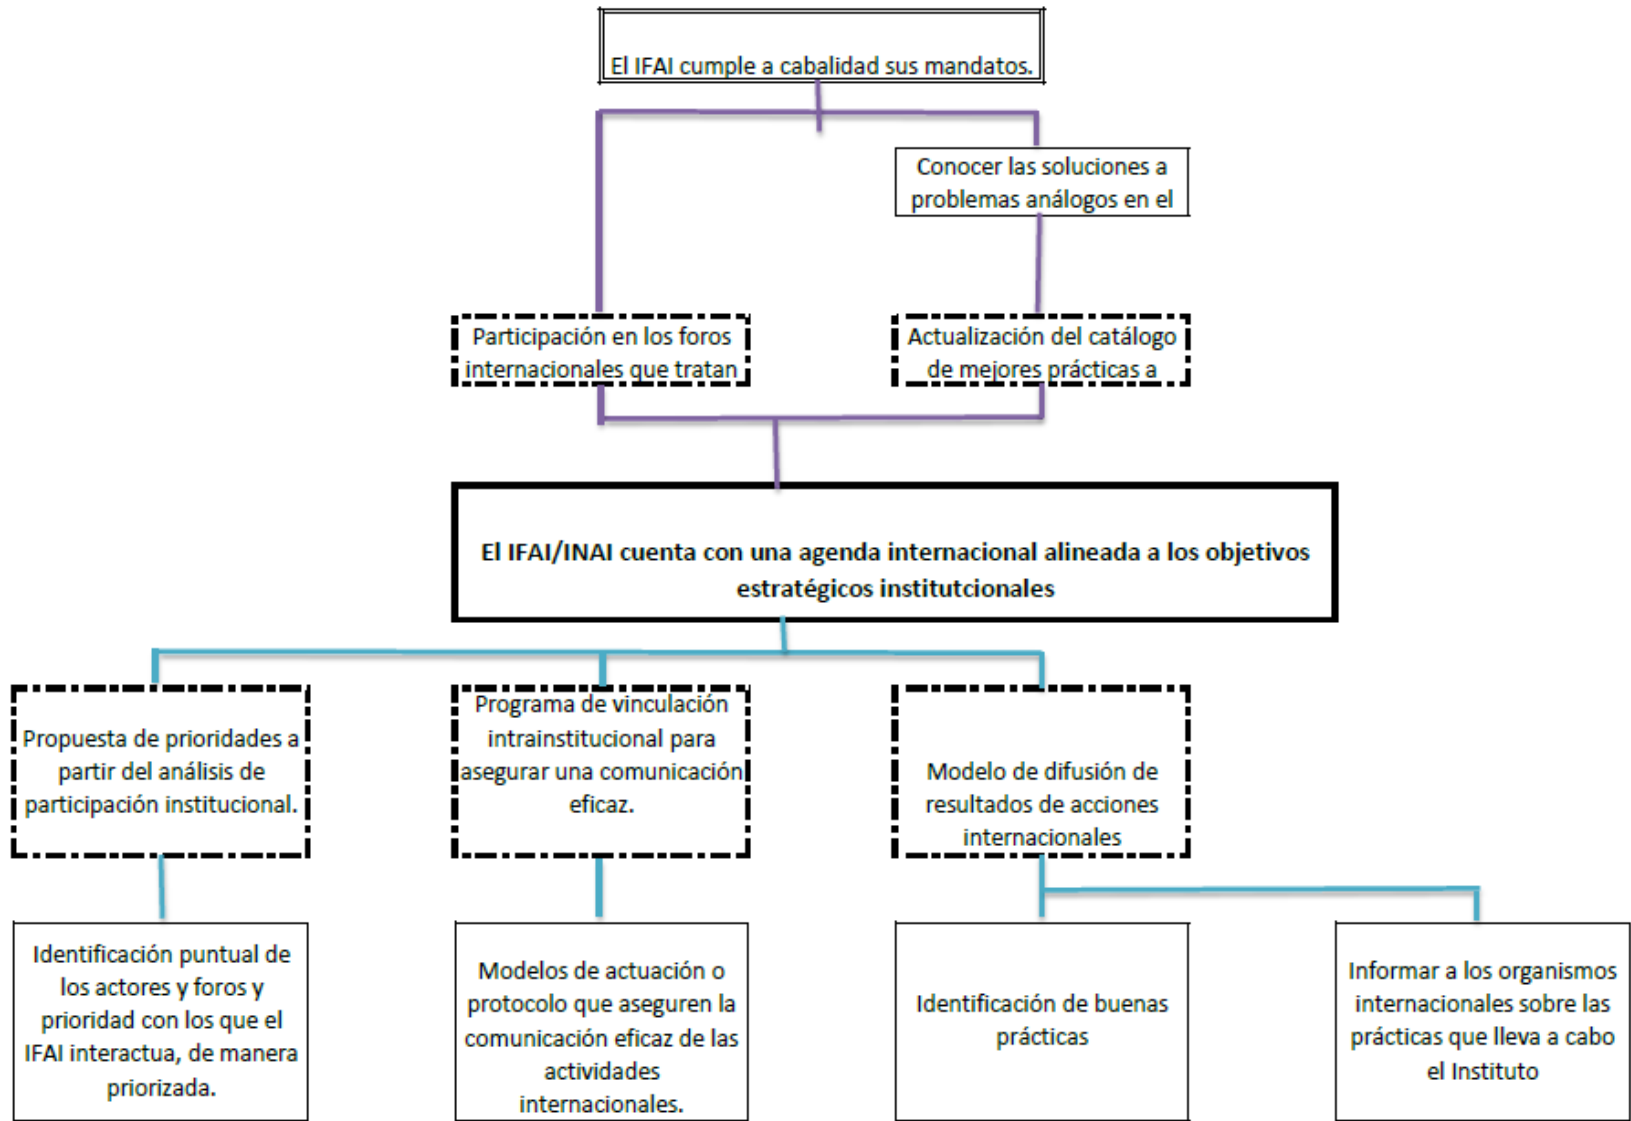 El IFAI cumple a cabalidad sus mandatos.
Conocer las soluciones a
problemas análogos en el
Participación en los foros
internacionales que tratan
Actualización del catálogo
de mejores prácticas a
El IFAI/INAI cuenta con una agenda internacional alineada a los objetivos
estratégicos institutcionales
Propuesta de prioridades a
partir del análisis de
participación institucional.
Programa de vinculación
intrainstitucional para
asegurar una comunicación
eficaz.
Modelo de difusión de
resultados de acciones
internacionales
Identificación puntual de
los actores y foros y
prioridad con los que el
IFAI interactua, de manera
priorizada.
Modelos de actuación o
protocolo que aseguren la
comunicación eficaz de las
actividades
internacionales.
Identificación de buenas
prácticas
Informar a los organismos
internacionales sobre las
prácticas que lleva a cabo
el Instituto